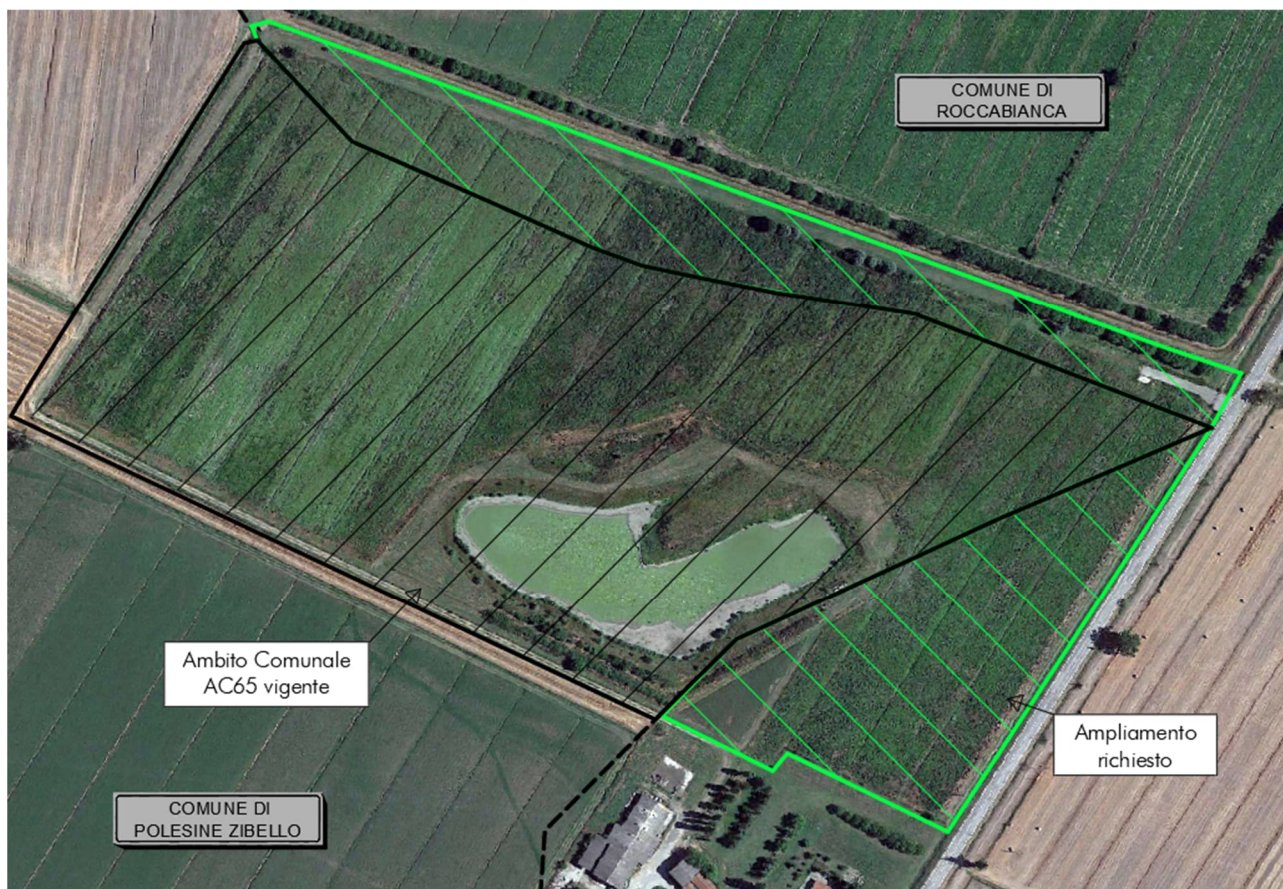 COMUNE DI
ROCCABIANCA
Ambito Comunale
AC65 vigente
Ampliamento
richiesto
COMUNE DI
POLESINE ZIBELLO